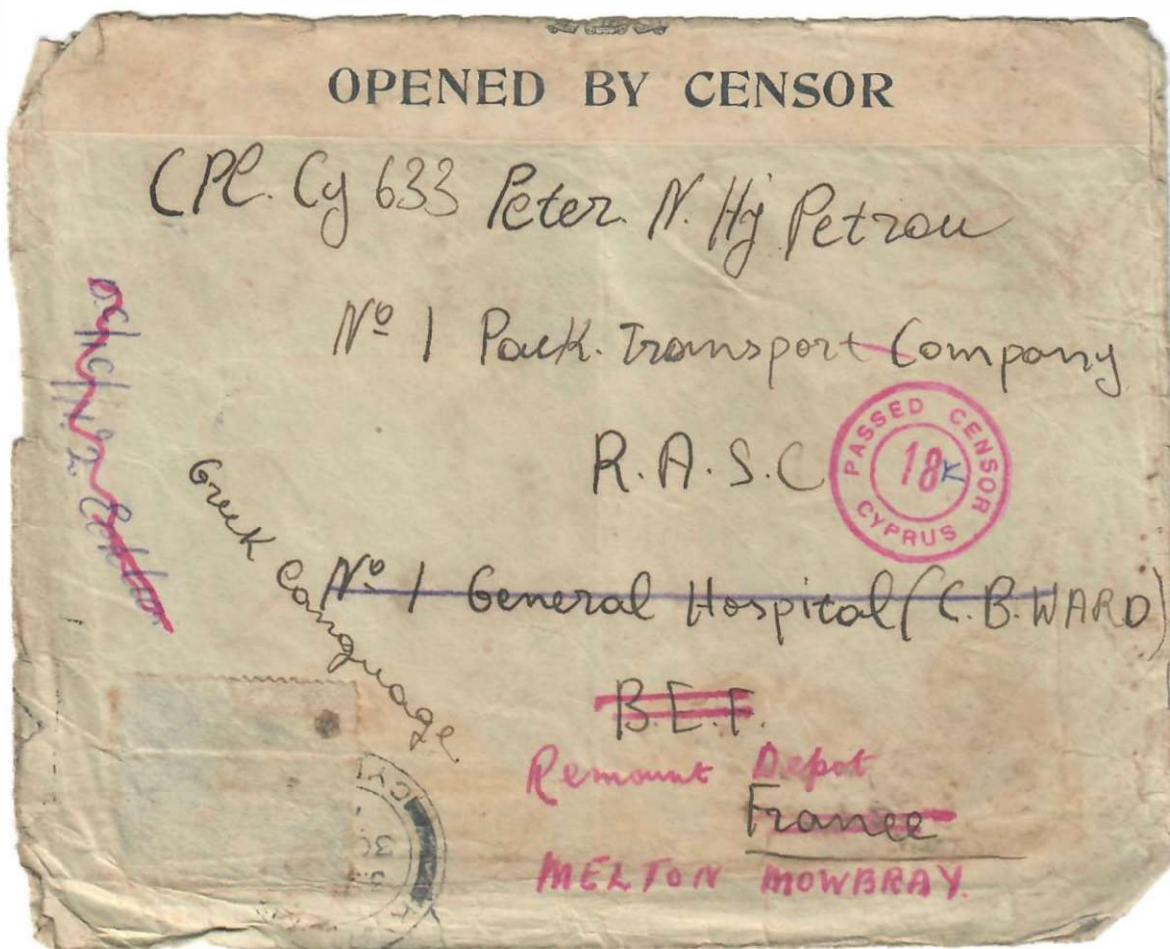 OPENED BY CENSOR
CPl. Cy 633 Peter. N. Hj Petrou
Nº 1 Pack. Transport Company
R.A.S.C
PASSED CENSOR
18
CYPRUS
Greek Language
Nº 1 General Hospital (C.B. WARD)
B.E.F.
Remount Depot
France
MELTON MOWBRAY.